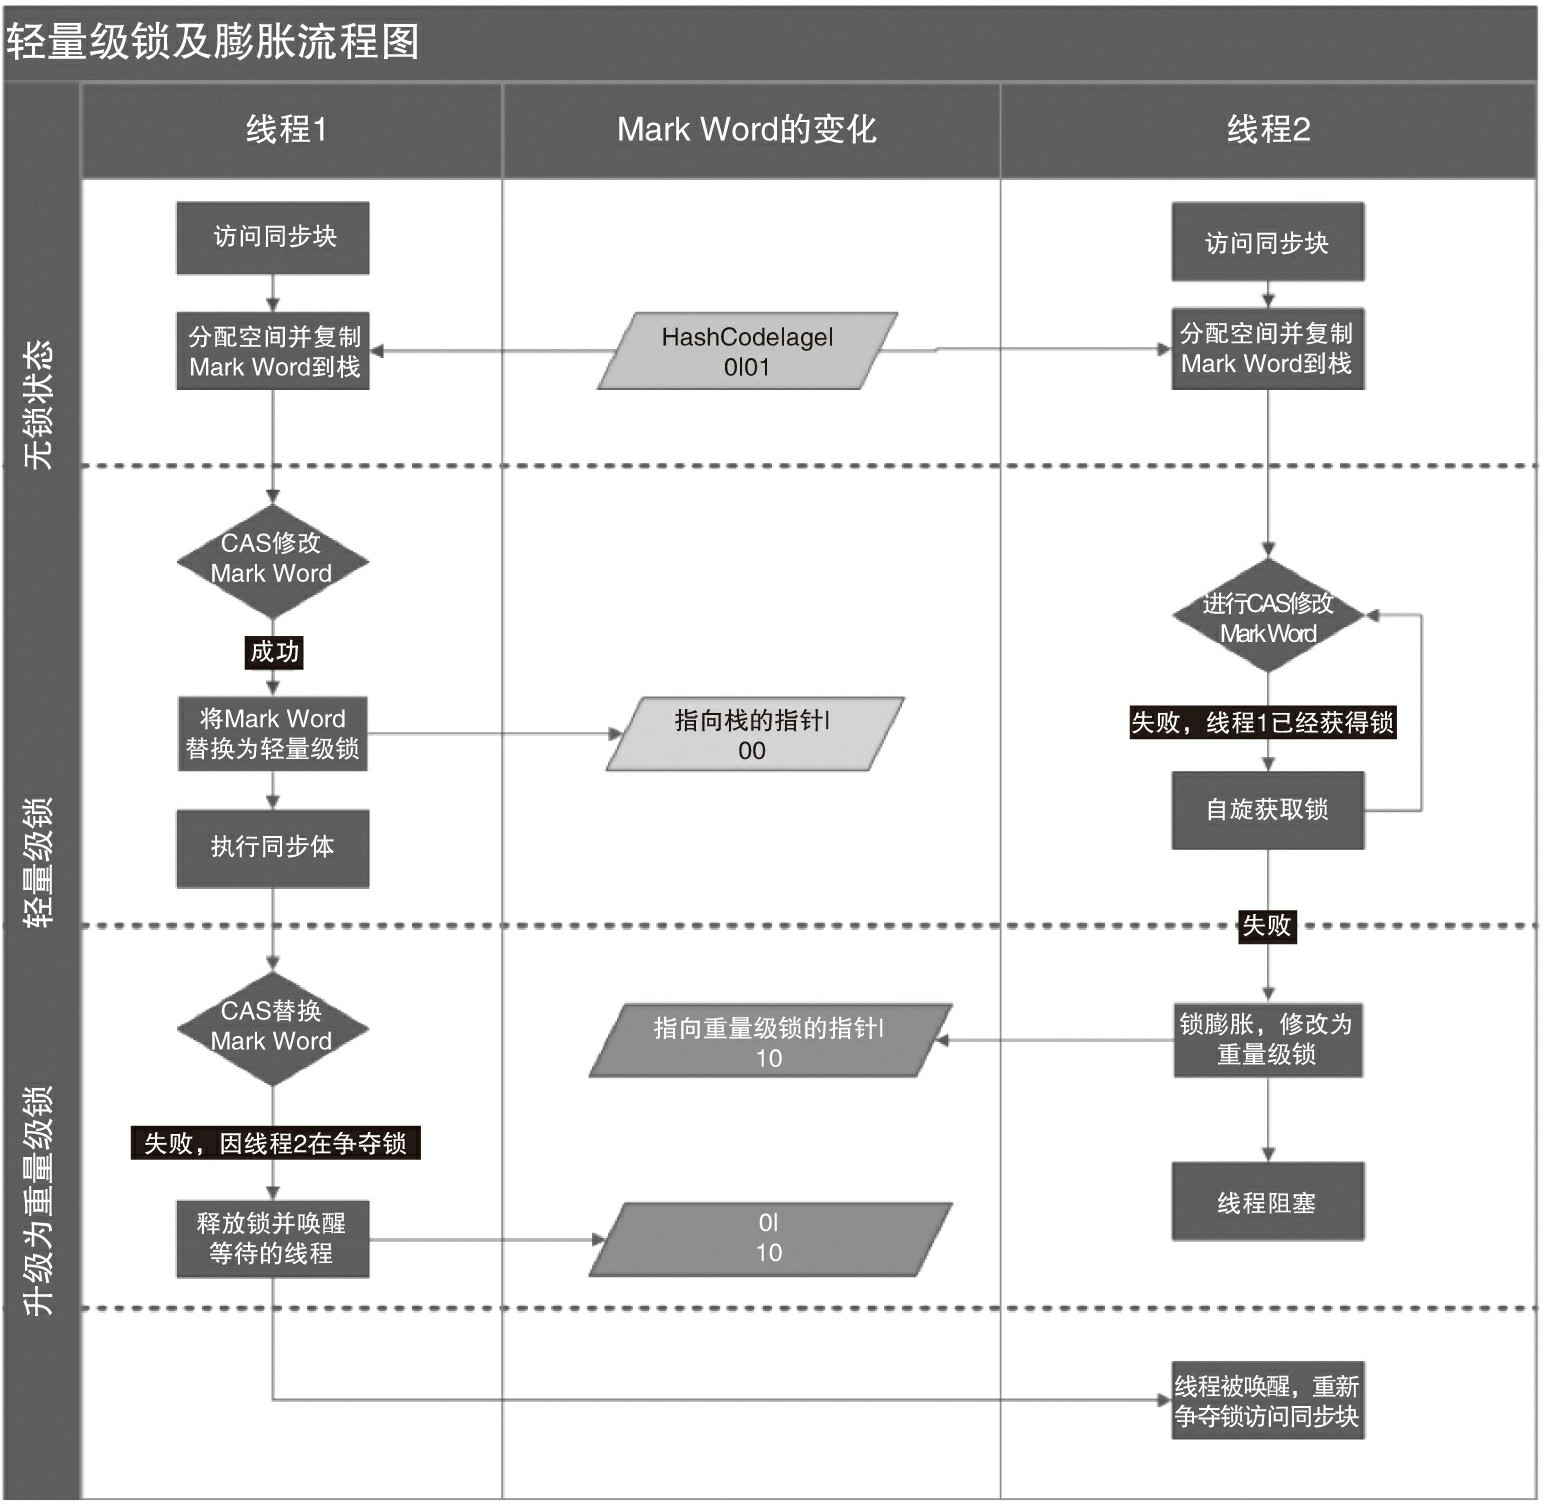 轻量级锁及膨胀流程图
线程1
Mark Word的变化
线程2
无锁状态
访问同步块
分配空间并复制
Mark Word到栈
HashCode|age|
0|01
访问同步块
分配空间并复制
Mark Word到栈
轻量级锁
CAS修改
Mark Word
成功
将Mark Word
替换为轻量级锁
执行同步体
指向栈的指针|
00
进行CAS修改
Mark Word
失败，线程1已经获得锁
自旋获取锁
失败
升级为重量级锁
CAS替换
Mark Word
失败，因线程2在争夺锁
释放锁并唤醒
等待的线程
指向重量级锁的指针|
10
0|
10
锁膨胀，修改为
重量级锁
线程阻塞
线程被唤醒，重新
争夺锁访问同步块